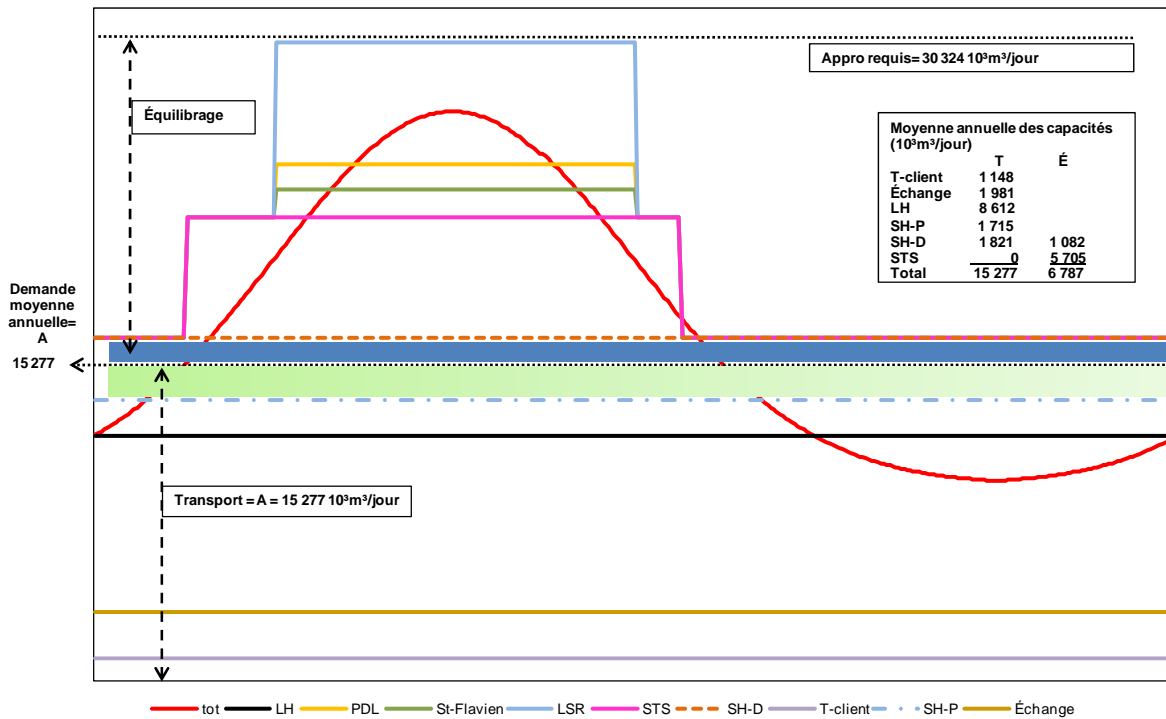 Appro requis= 30 324 10³m³/jour
Équilibrage
Moyenne annuelle des capacités
(10³m³/jour)
T É
T-client 1 148
Échange 1 981
LH 8 612
SH-P 1 715
SH-D 1 821 1 082
STS 0 5 705
Total 15 277 6 787
Demande
moyenne
annuelle=
A
15 277
Transport = A = 15 277 10³m³/jour
tot LH PDL St-Flavien LSR STS SH-D T-client SH-P Échange